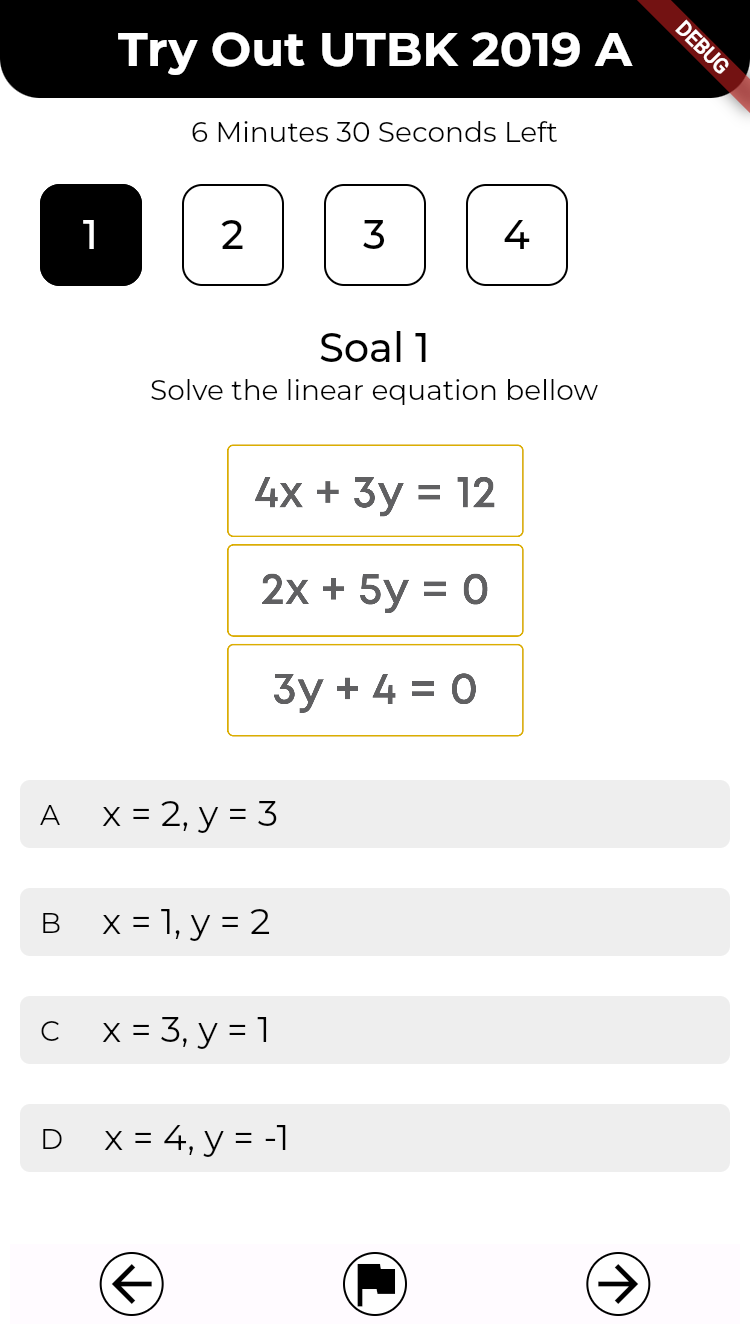 Try Out UTBK 2019 A
DEBUG
6 Minutes 30 Seconds Left
1 2 3 4
Soal 1
Solve the linear equation bellow
4x + 3y = 12
2x + 5y = 0
3y + 4 = 0
A x = 2, y = 3
B x = 1, y = 2
C x = 3, y = 1
D x = 4, y = -1